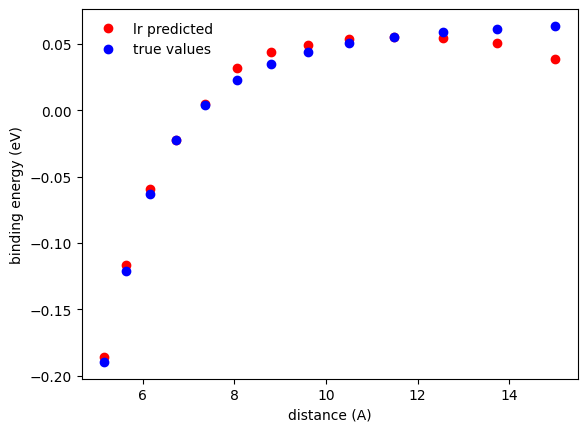 lr predicted
true values
0.05
0.00
−0.05
−0.10
−0.15
−0.20
binding energy (eV)
6
8
10
12
14
distance (A)